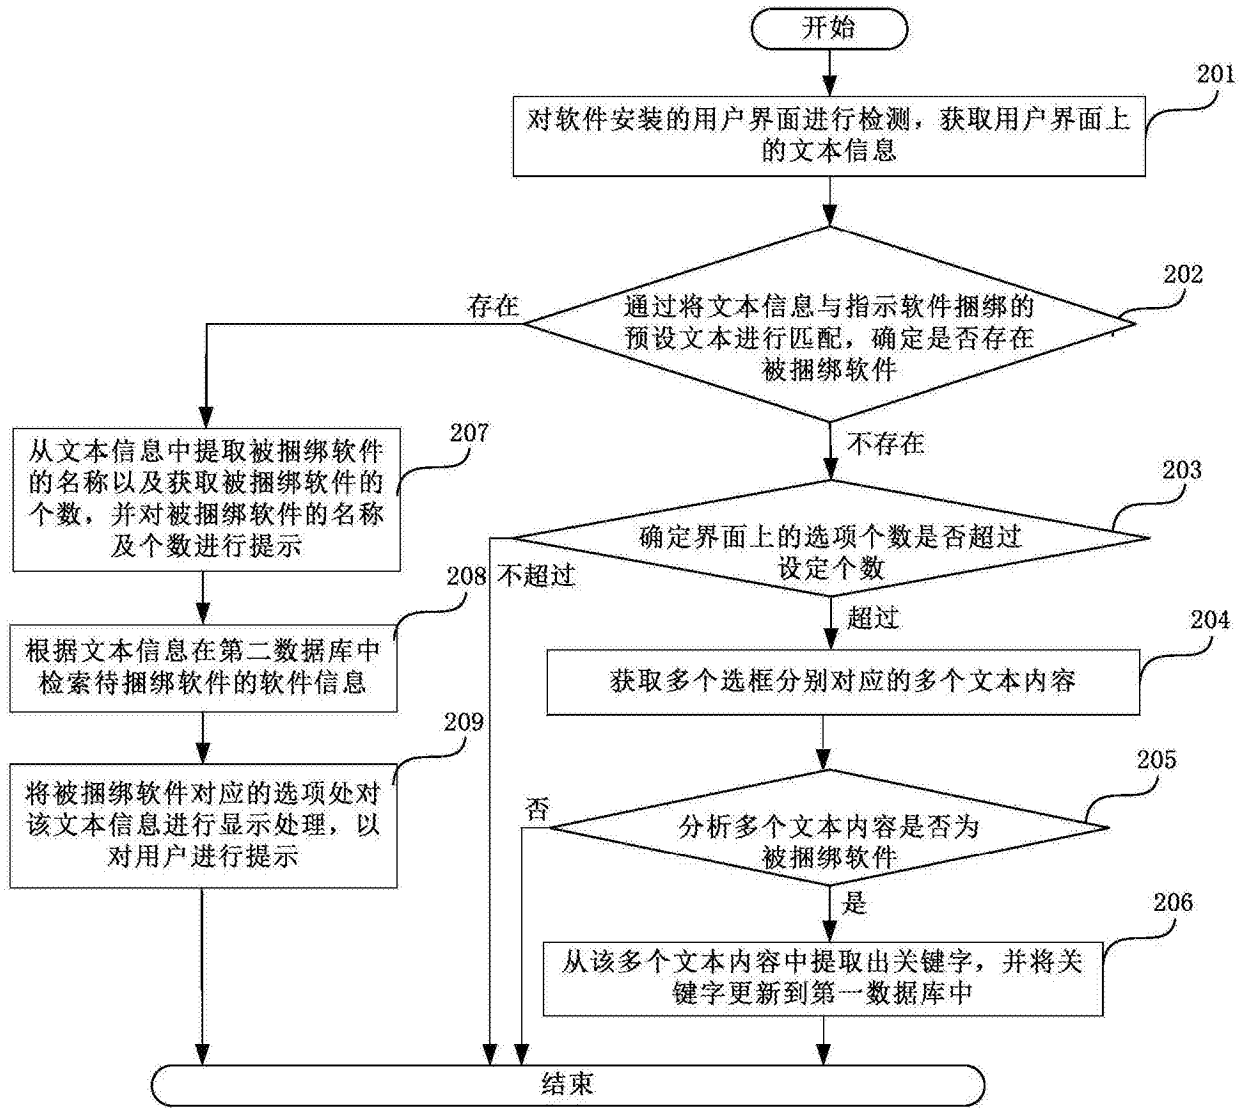 开始
201
对软件安装的用户界面进行检测，获取用户界面上
的文本信息
202
存在
通过将文本信息与指示软件捆绑的
预设文本进行匹配，确定是否存在
被捆绑软件
不存在
207
从文本信息中提取被捆绑软件
的名称以及获取被捆绑软件的
个数，并对被捆绑软件的名称
及个数进行提示
203
确定界面上的选项个数是否超过
设定个数
不超过
超过
208
根据文本信息在第二数据库中
检索待捆绑软件的软件信息
204
获取多个选框分别对应的多个文本内容
209
将被捆绑软件对应的选项处对
该文本信息进行显示处理，以
对用户进行提示
205
否
分析多个文本内容是否为
被捆绑软件
是
206
从该多个文本内容中提取出关键字，并将关
键字更新到第一数据库中
结束